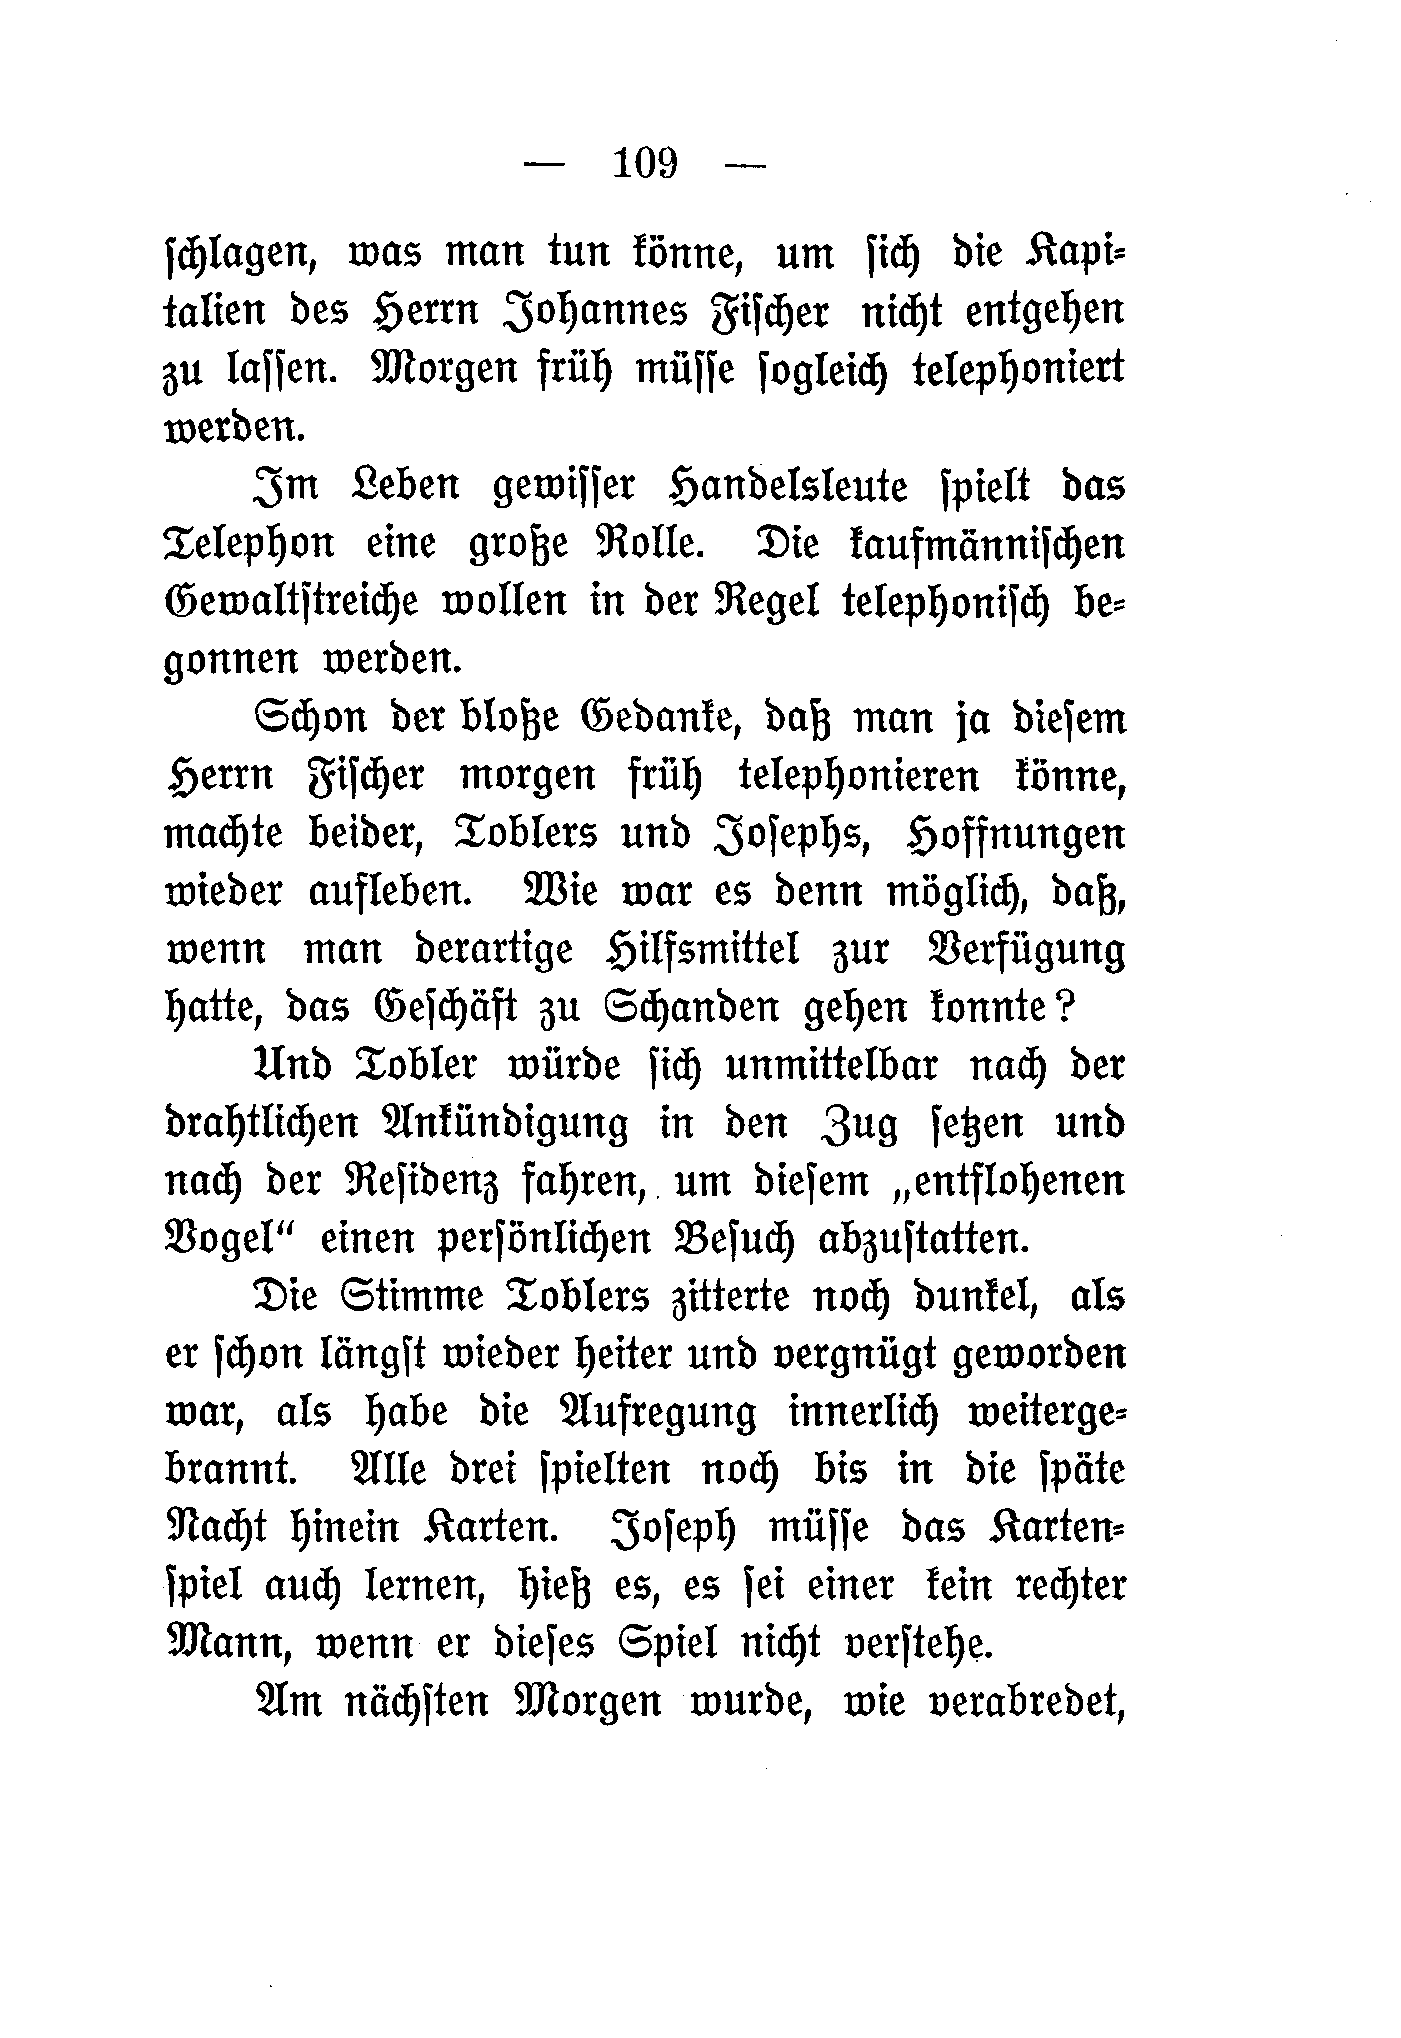 — 109 —
ſchlagen, was man tun könne, um ſich die Kapi-
talien des Herrn Johannes Fiſcher nicht entgehen
zu laſſen. Morgen früh müſſe ſogleich telephoniert
werden.
Im Leben gewiſſer Handelsleute ſpielt das
Telephon eine große Rolle. Die kaufmänniſchen
Gewaltſtreiche wollen in der Regel telephoniſch be-
gonnen werden.
Schon der bloße Gedanke, daß man ja dieſem
Herrn Fiſcher morgen früh telephonieren könne,
machte beider, Toblers und Joſephs, Hoffnungen
wieder aufleben. Wie war es denn möglich, daß,
wenn man derartige Hilfsmittel zur Verfügung
hatte, das Geſchäft zu Schanden gehen konnte?
Und Tobler würde ſich unmittelbar nach der
drahtlichen Ankündigung in den Zug ſetzen und
nach der Reſidenz fahren, um dieſem „entflohenen
Vogel“ einen perſönlichen Beſuch abzuſtatten.
Die Stimme Toblers zitterte noch dunkel, als
er ſchon längſt wieder heiter und vergnügt geworden
war, als habe die Aufregung innerlich weiterge-
brannt. Alle drei ſpielten noch bis in die ſpäte
Nacht hinein Karten. Joſeph müſſe das Karten-
ſpiel auch lernen, hieß es, es ſei einer kein rechter
Mann, wenn er dieſes Spiel nicht verſtehe.
Am nächſten Morgen wurde, wie verabredet,